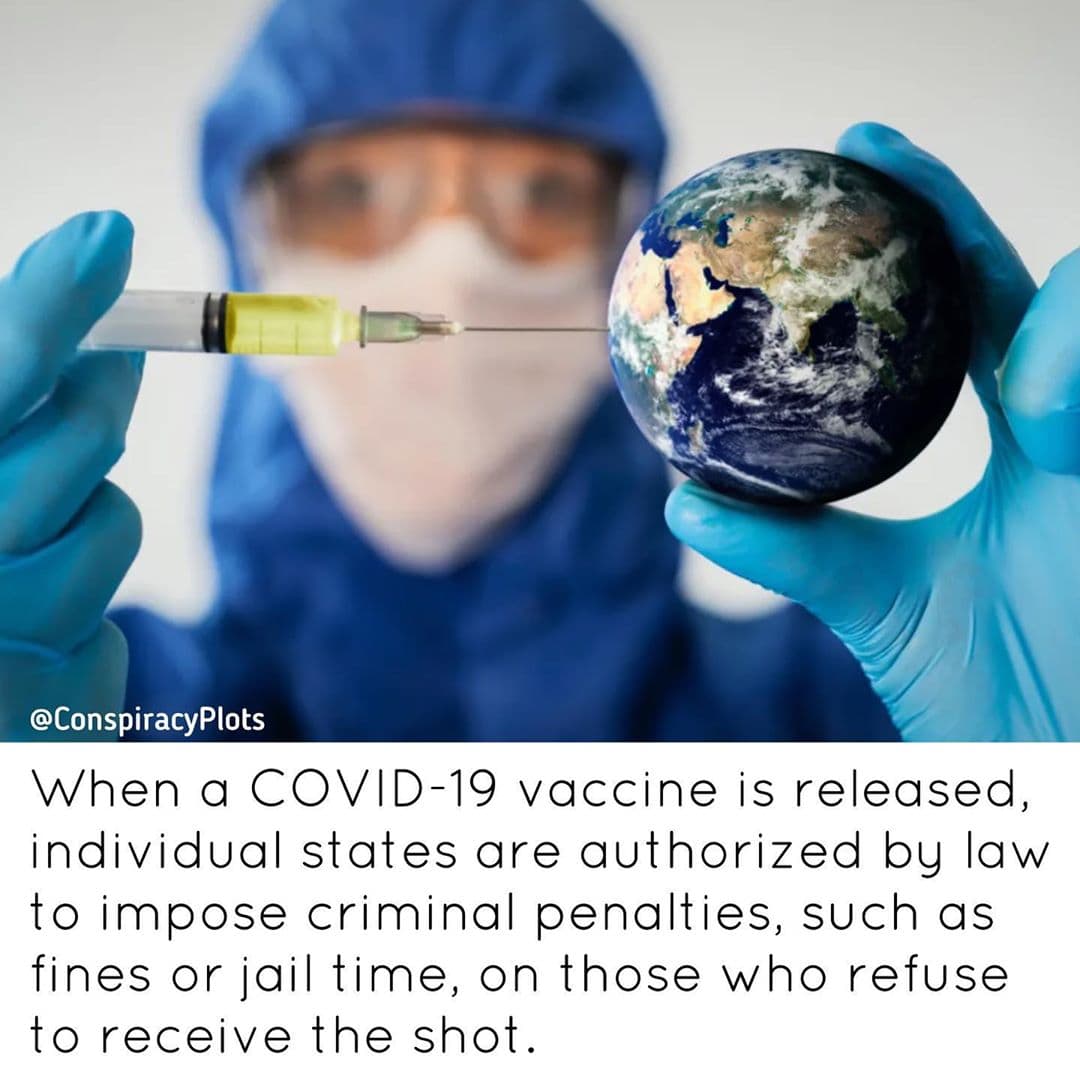 @ConspiracyPlots
When a COVID-19 vaccine is released,
individual states are authorized by law
to impose criminal penalties, such as
fines or jail time, on those who refuse
to receive the shot.